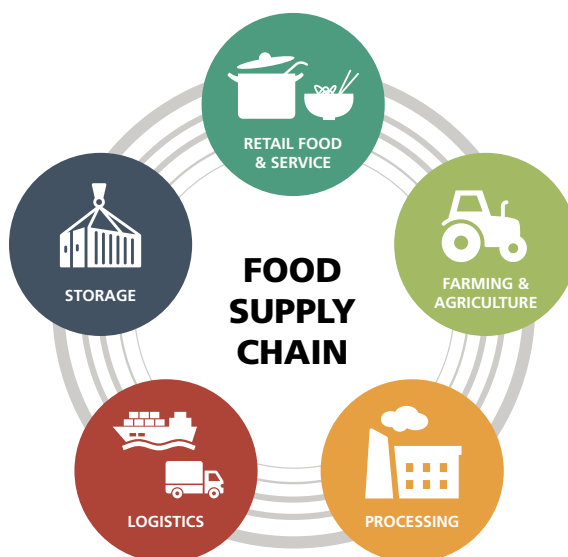 RETAIL FOOD
& SERVICE
STORAGE
FARMING &
AGRICULTURE
FOOD
SUPPLY
CHAIN
LOGISTICS
PROCESSING